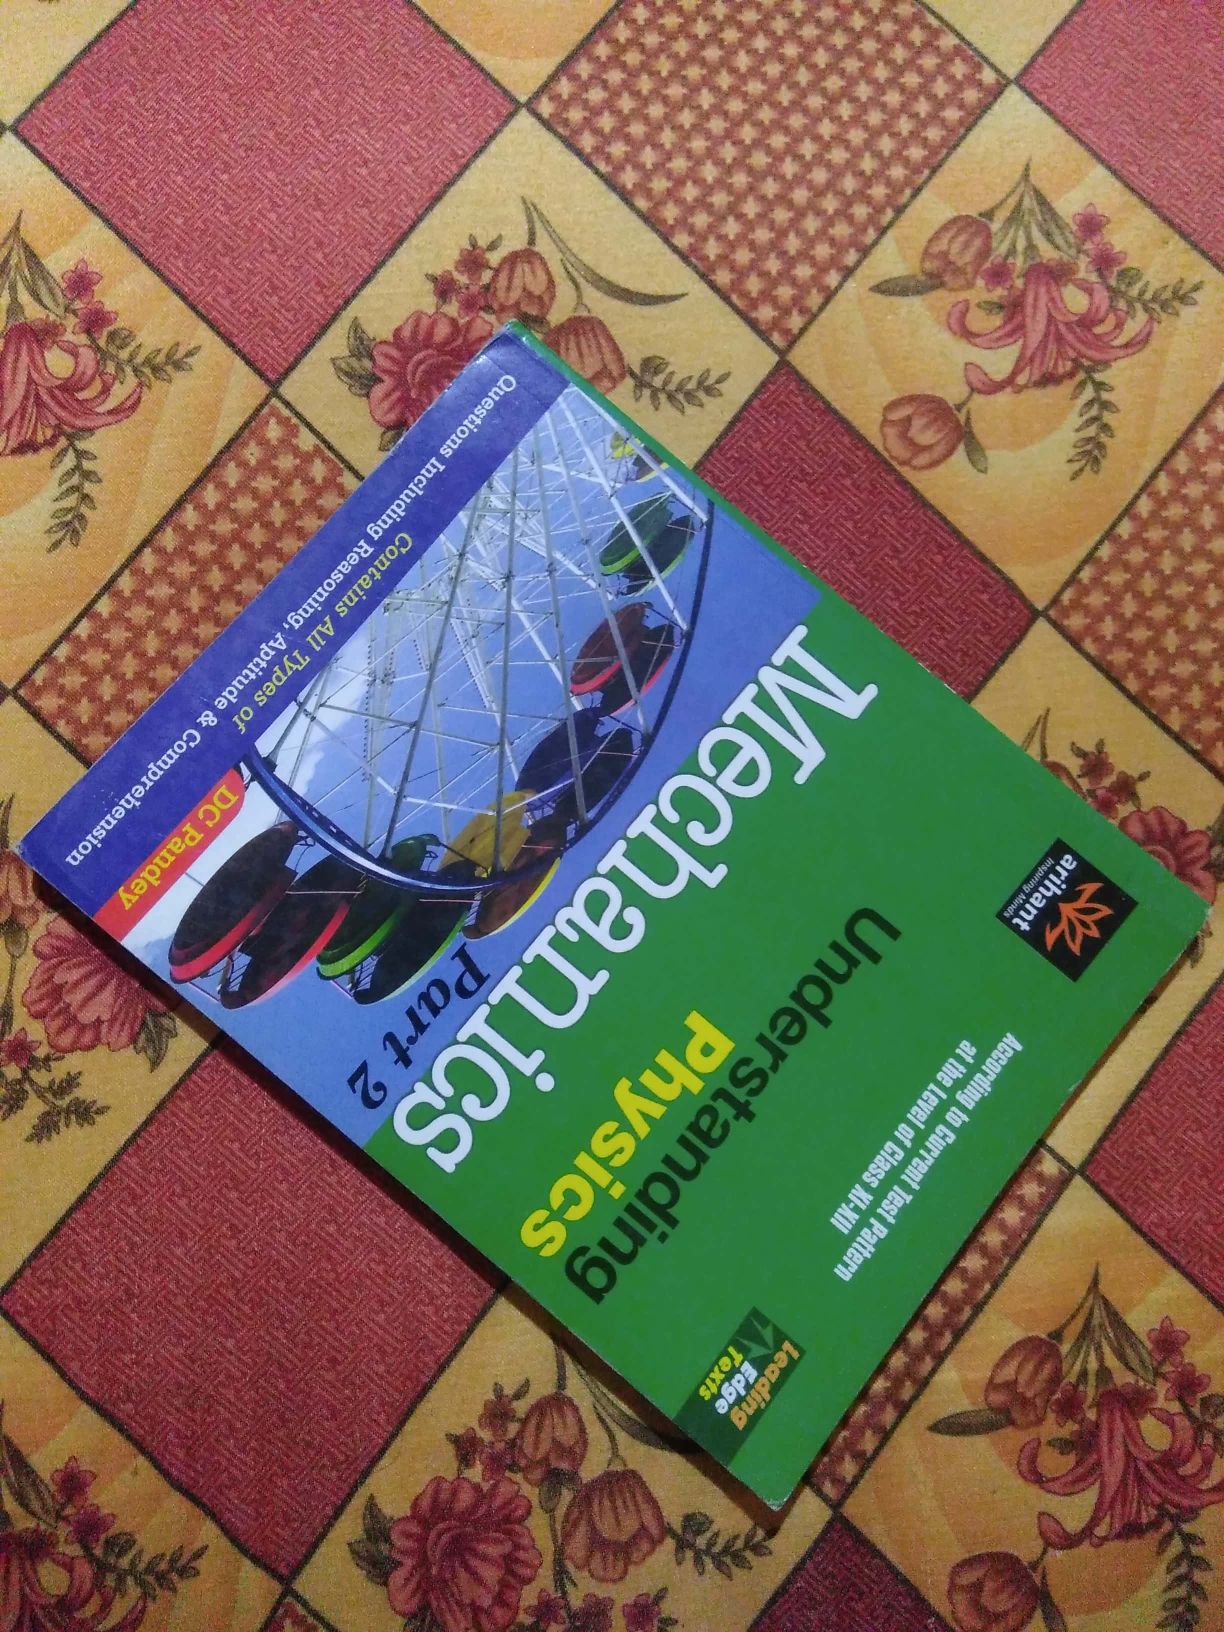 According to Current Test Pattern
at the Level of Class XI-XII
Leading
Edge
Texts
arihant
Inspiring Minds
Understanding
Physics
Mechanics
Part 2
DC Pandey
Contains All Types of
Questions Including Reasoning, Aptitude & Comprehension